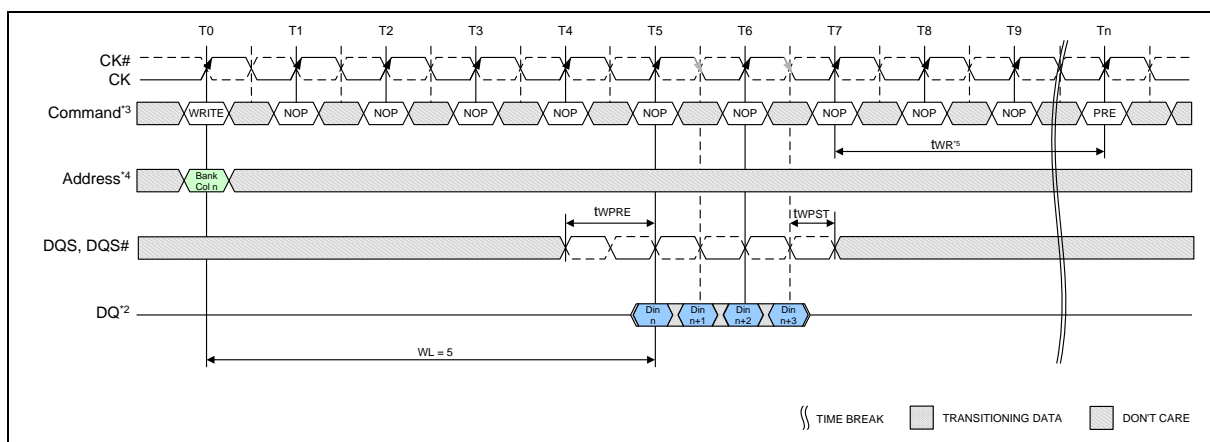 T0 T1 T2 T3 T4 T5 T6 T7 T8 T9 Tn
CK#
CK
Command*3 WRITE NOP NOP NOP NOP NOP NOP NOP NOP NOP PRE
tWR*5
Address*4 Bank
Col n
tWPRE tWPST
DQS, DQS#
DQ*2 Din n Din n+1 Din n+2 Din n+3
WL = 5
TIME BREAK TRANSITIONING DATA DON'T CARE